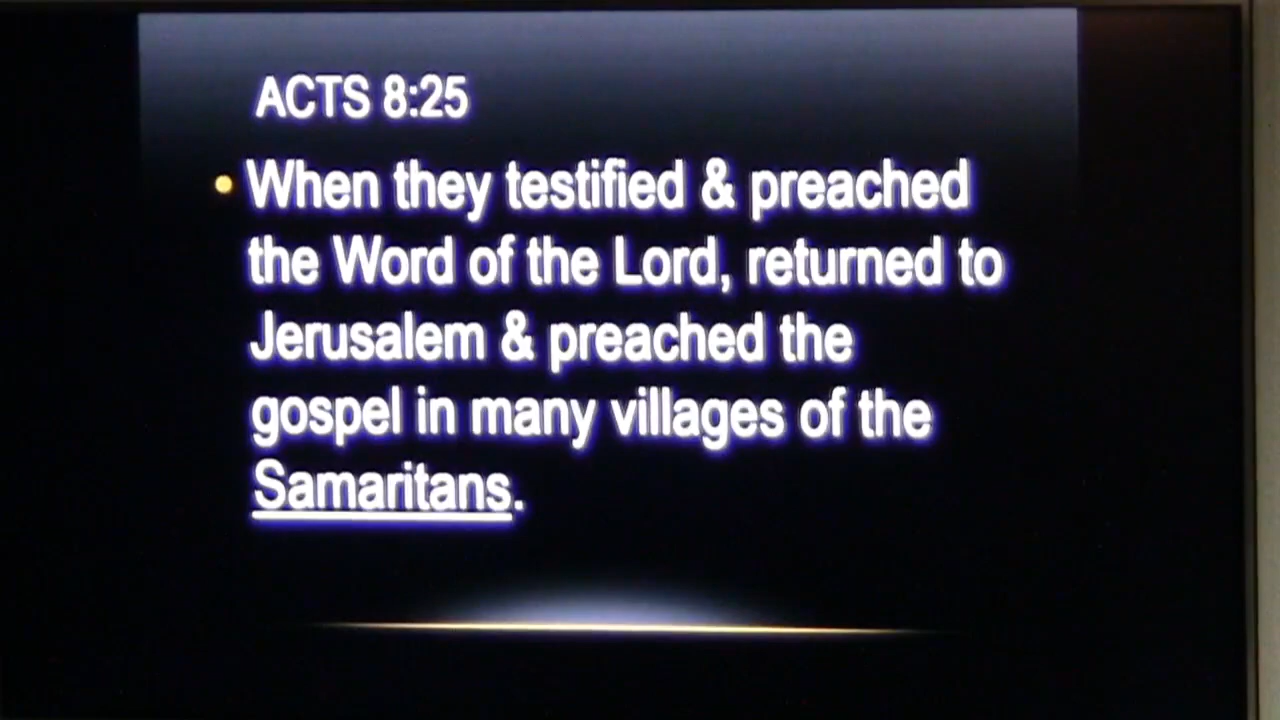 ACTS 8:25
• When they testified & preached
the Word of the Lord, returned to
Jerusalem & preached the
gospel in many villages of the
Samaritans.